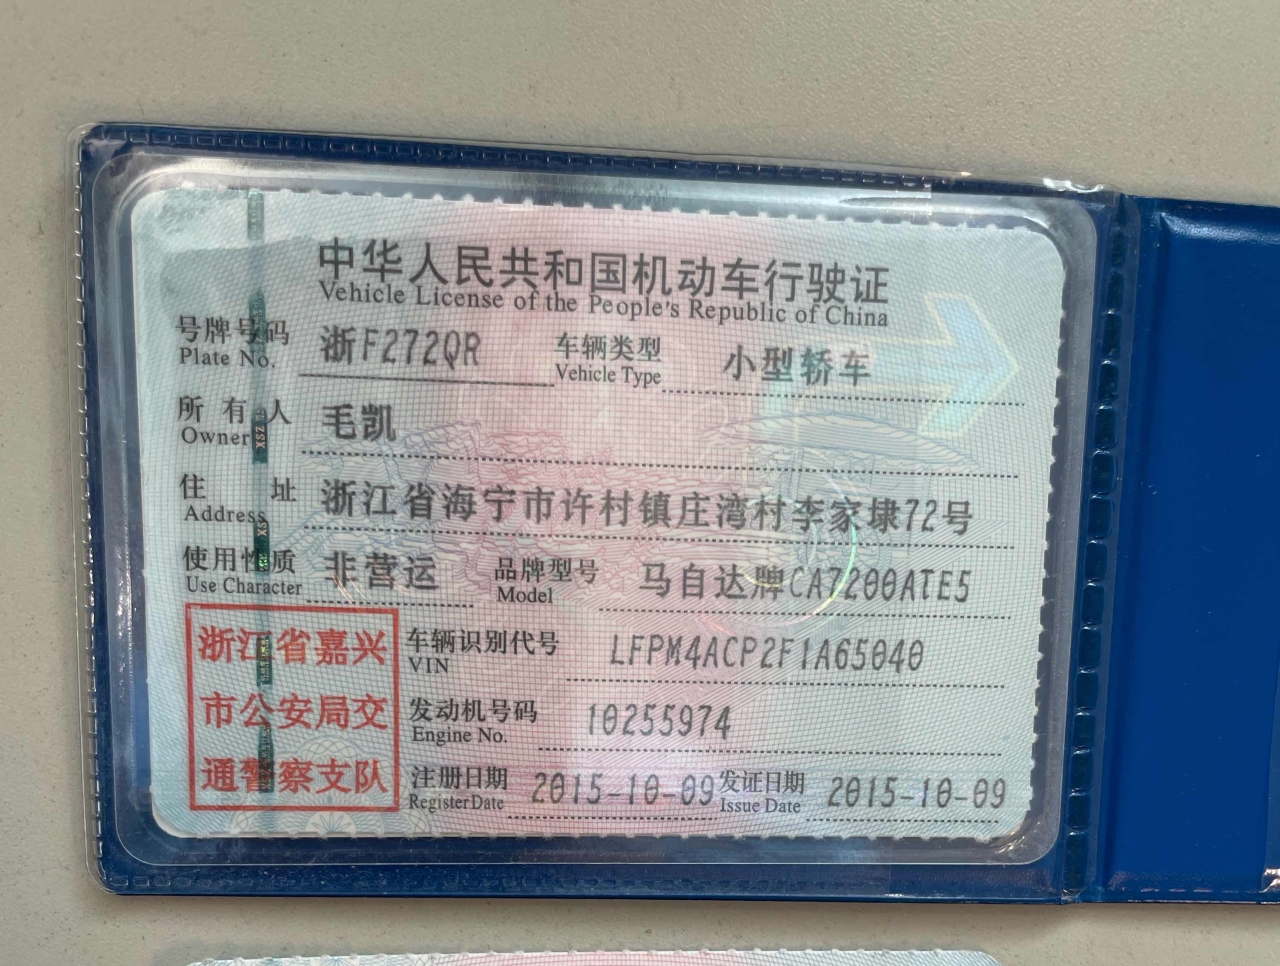 中华人民共和国机动车行驶证
Vehicle License of the People's Republic of China
号牌号码 浙F272QR 车辆类型 小型轿车
Plate No. Vehicle Type
所有人 毛凯
Owner
住址 浙江省海宁市许村镇庄湾村李家埭72号
Address
使用性质 非营运 品牌型号 马自达牌CA7200ATE5
Use Character Model
浙江省嘉兴
市公安局交
通警察支队
车辆识别代号 LFPM4ACP2F1A65040
VIN
发动机号码 10255974
Engine No.
注册日期 2015-10-09 发证日期 2015-10-09
Register Date Issue Date